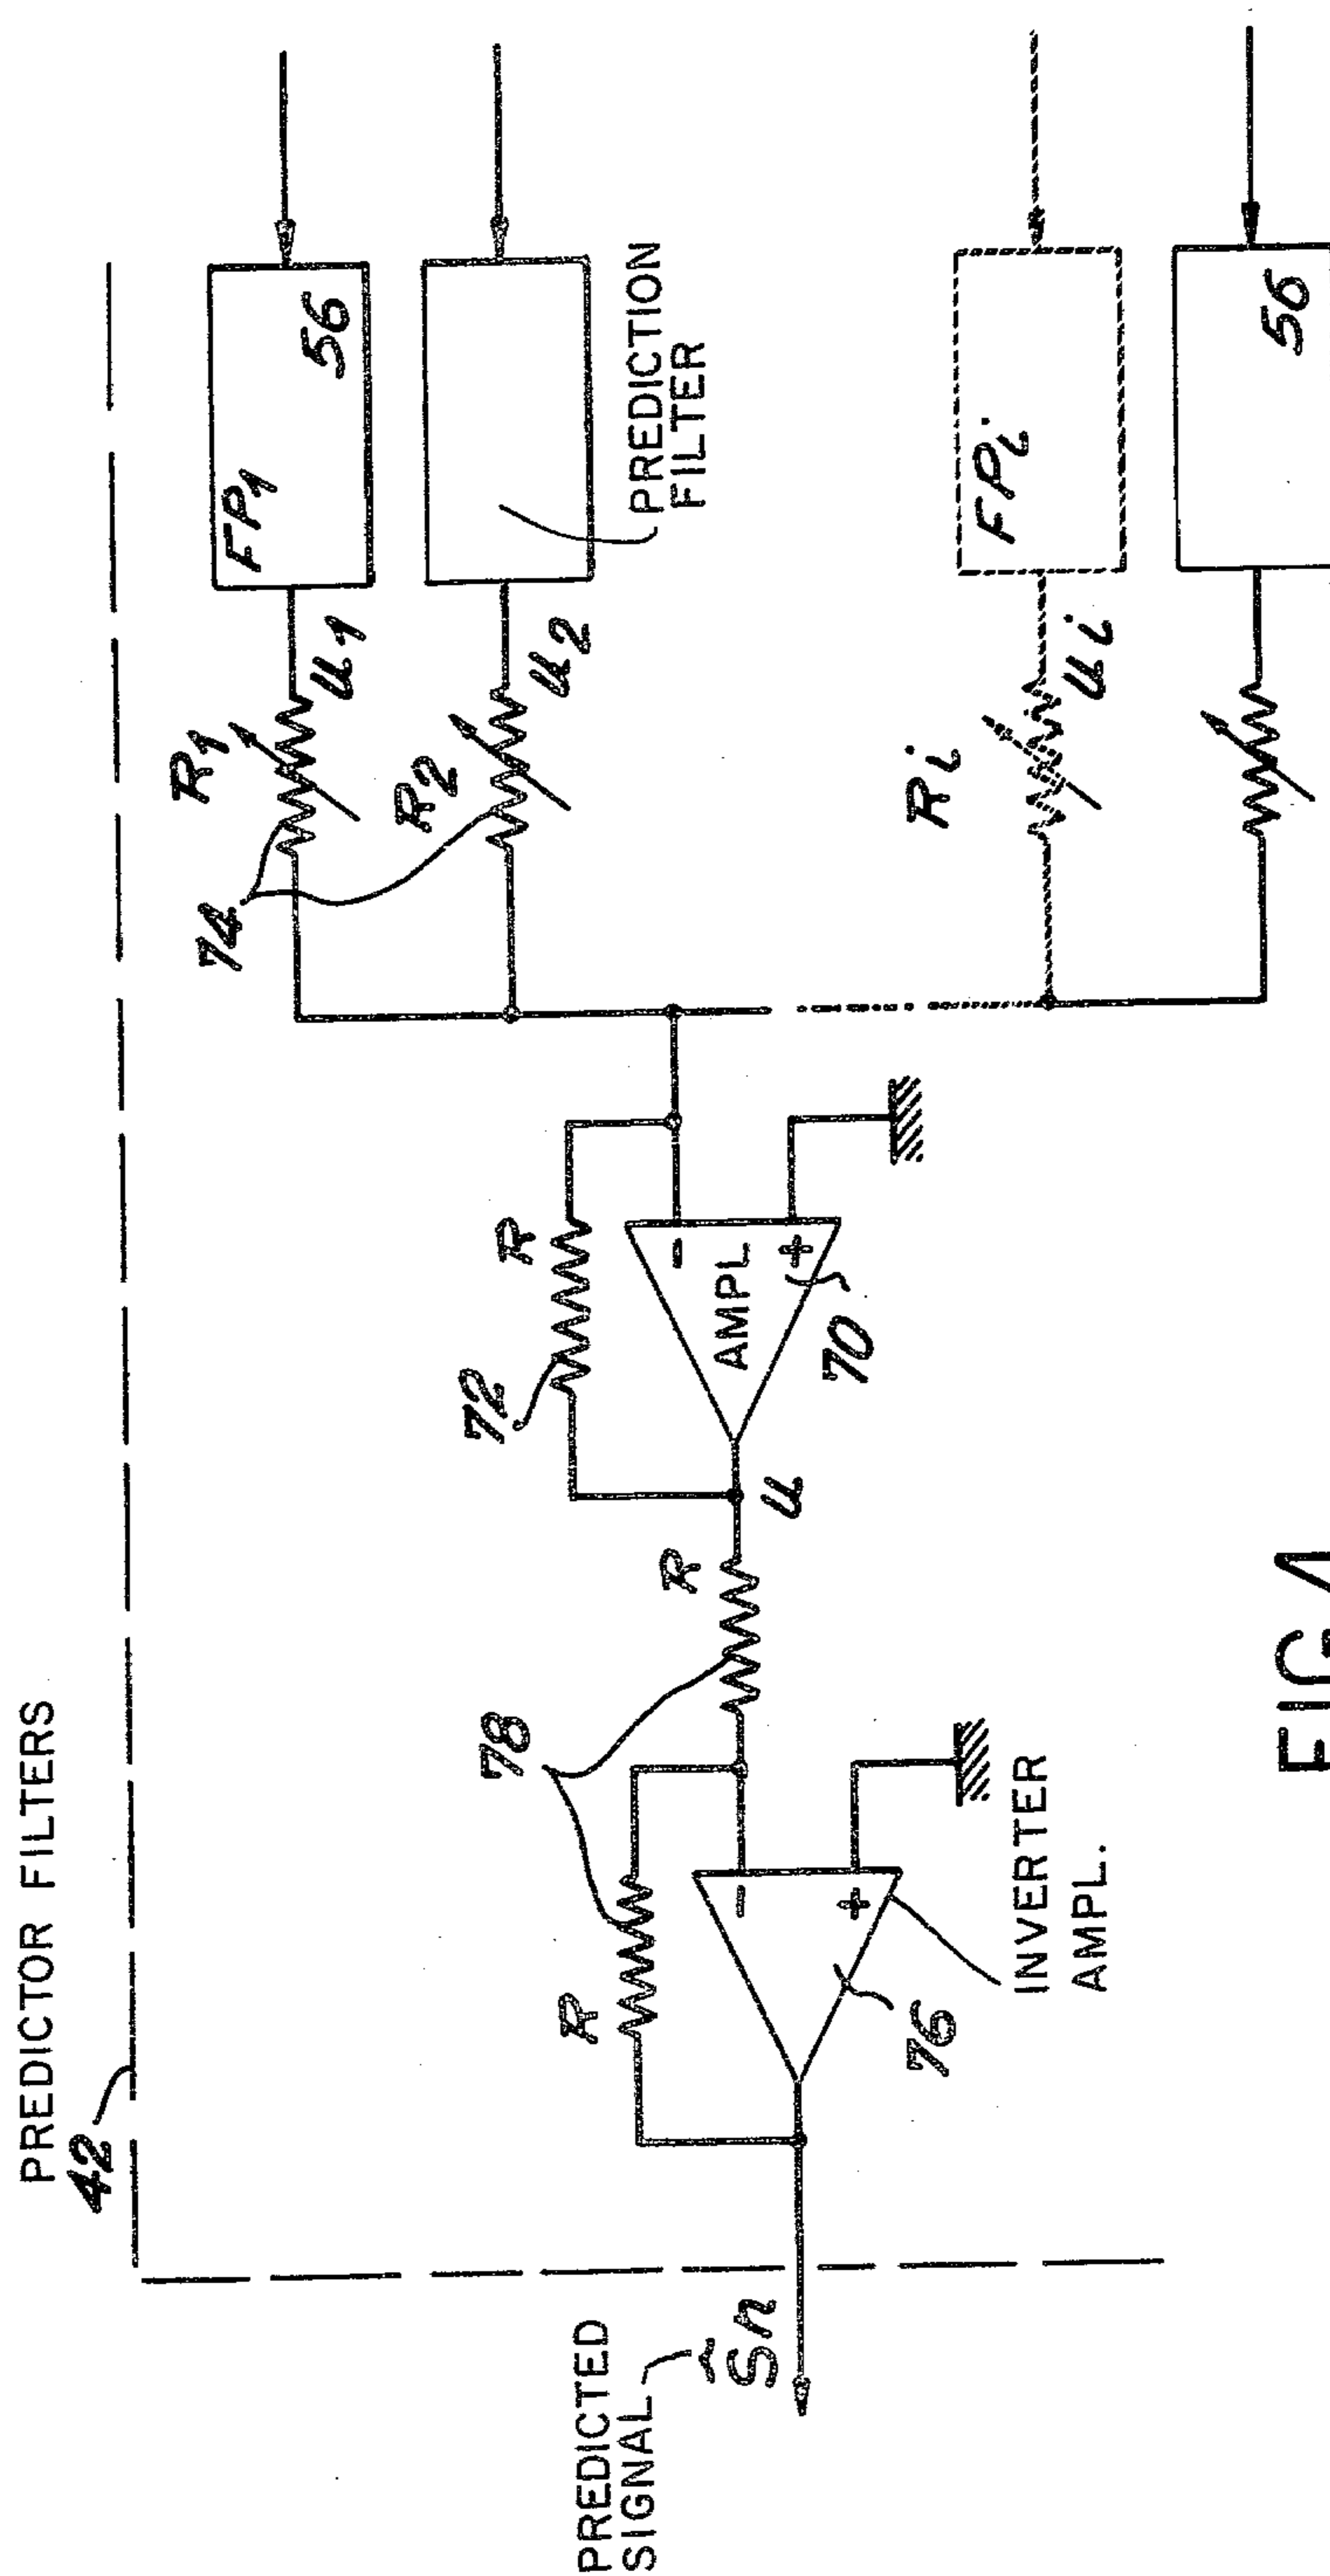 PREDICTOR FILTERS
42
PREDICTED
SIGNAL
S̃n
R
78
76
INVERTER
AMPL.
R
u
72
R
AMPL.
70
-
+
-
+
74
R1
u1
FP1
56
R2
u2
PREDICTION
FILTER
Ri
ui
FPi
56
FIG.4